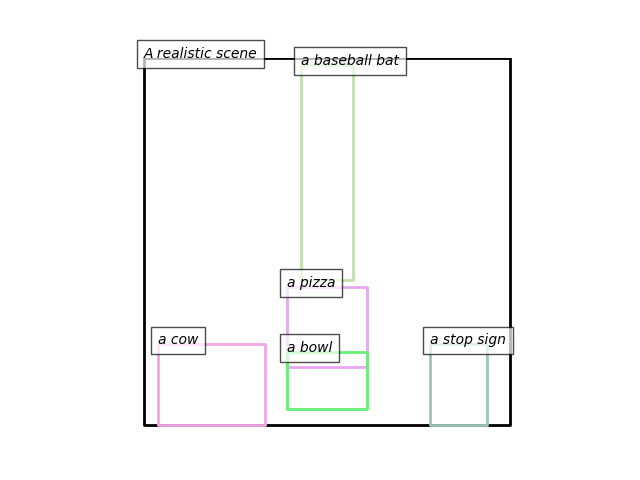 A realistic scene
a baseball bat
a pizza
a cow
a bowl
a stop sign